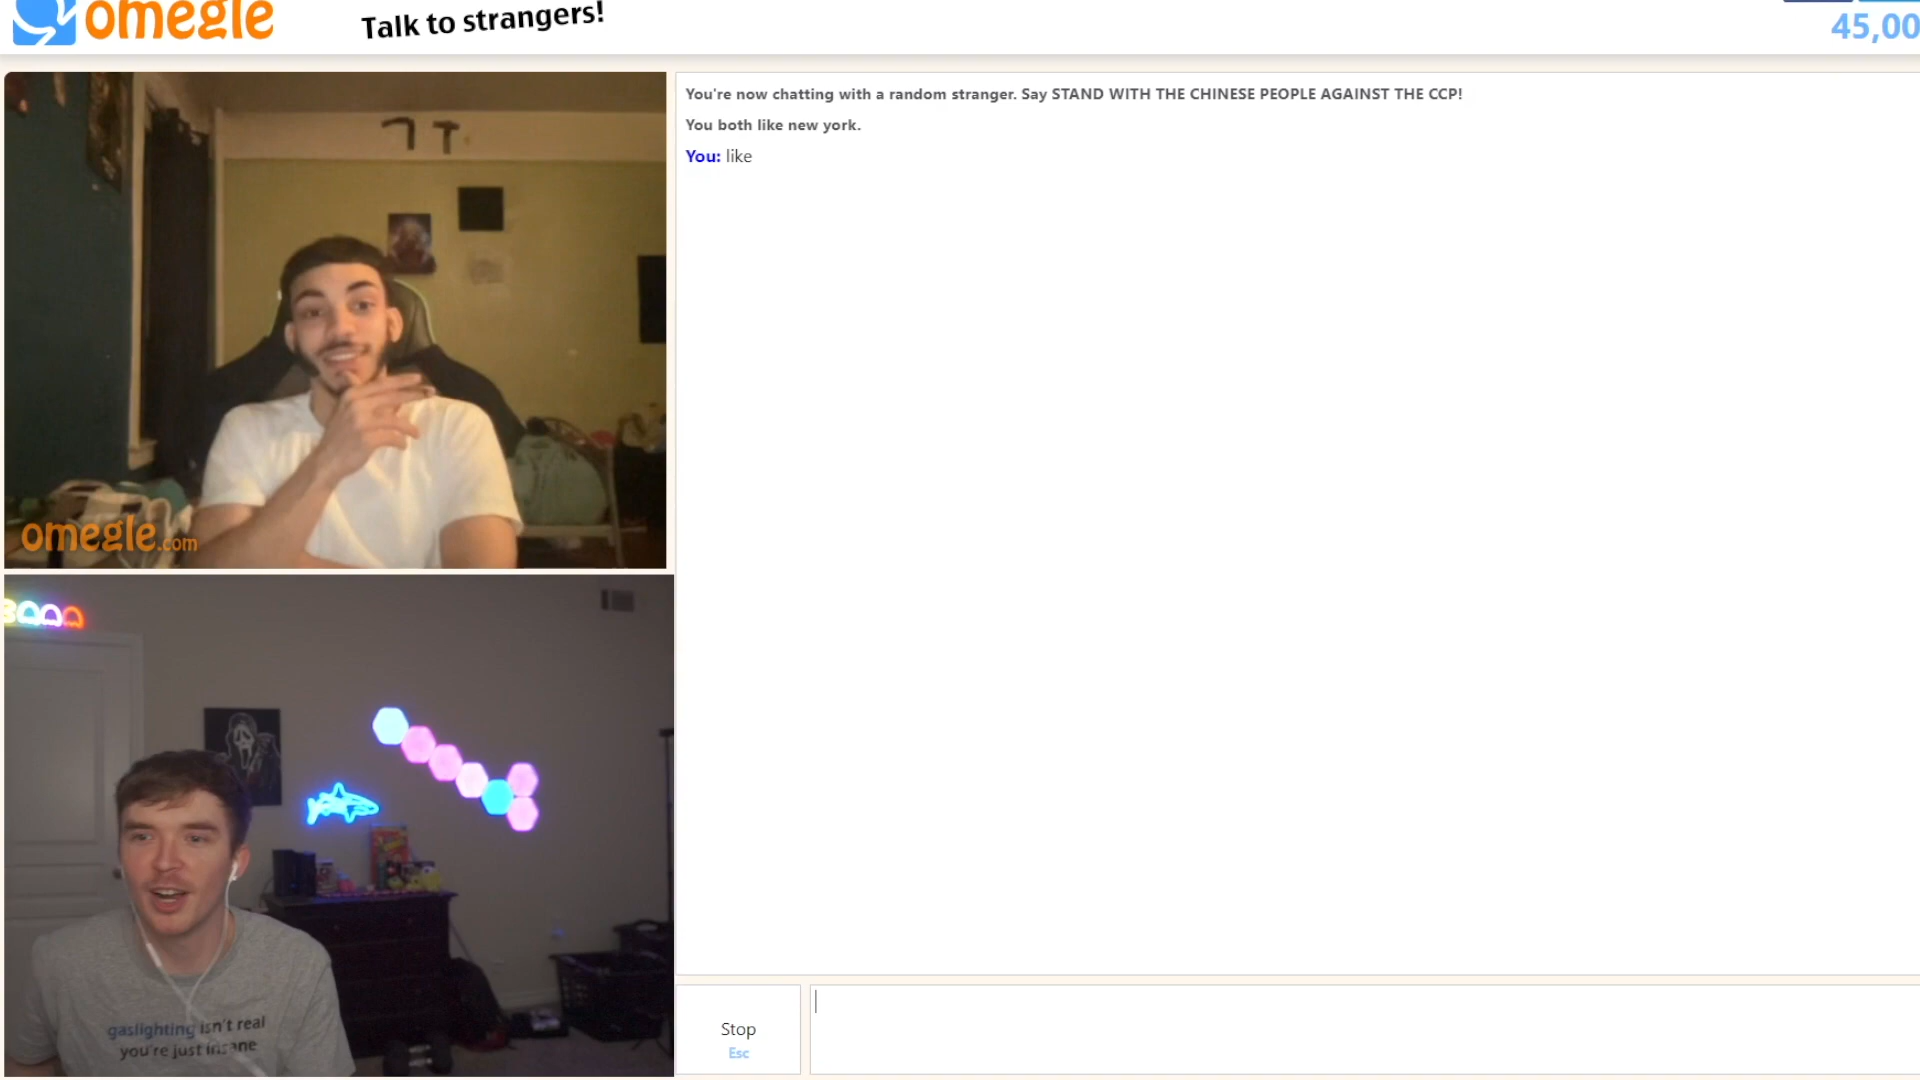 omegle
Talk to strangers!
45,00
You're now chatting with a random stranger. Say STAND WITH THE CHINESE PEOPLE AGAINST THE CCP!
You both like new york.
You: like
omegle.com
gaslighting isn't real
you're just insane
Stop
Esc